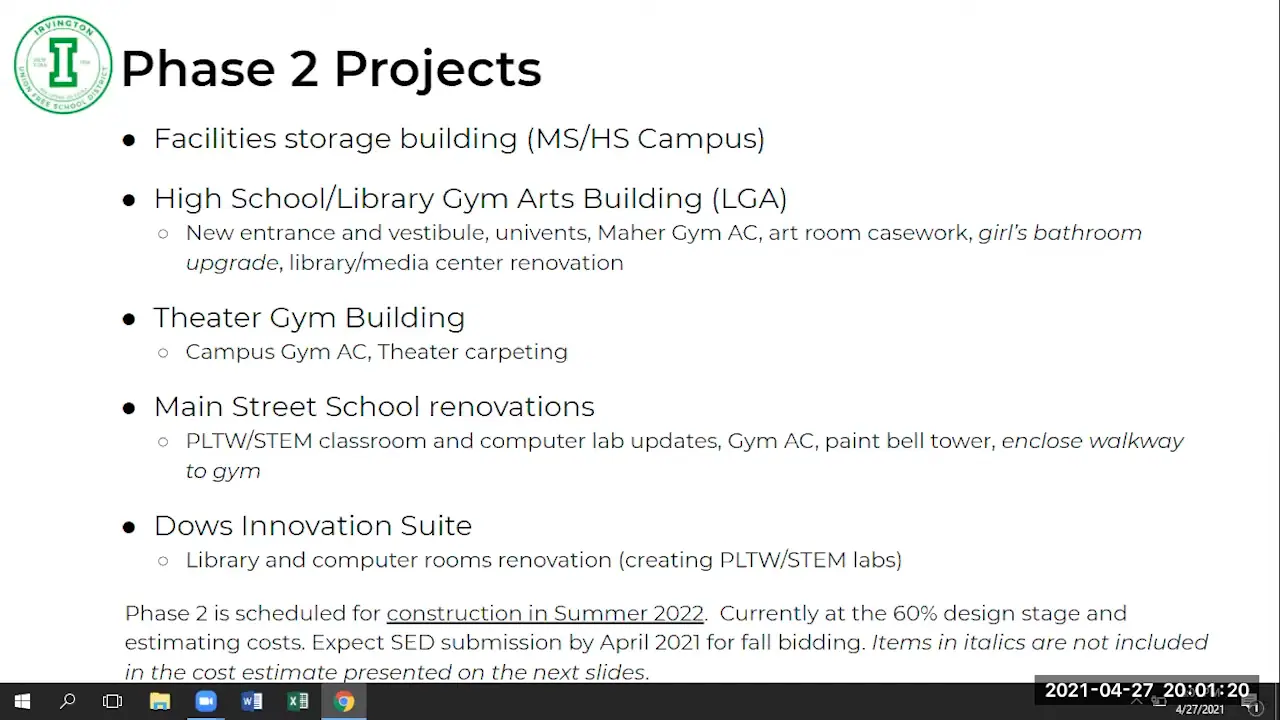 IRVINGTON
I
UNION FREE SCHOOL DISTRICT
Phase 2 Projects
● Facilities storage building (MS/HS Campus)
● High School/Library Gym Arts Building (LGA)
○ New entrance and vestibule, univents, Maher Gym AC, art room casework, girl's bathroom
upgrade, library/media center renovation
● Theater Gym Building
○ Campus Gym AC, Theater carpeting
● Main Street School renovations
○ PLTW/STEM classroom and computer lab updates, Gym AC, paint bell tower, enclose walkway
to gym
● Dows Innovation Suite
○ Library and computer rooms renovation (creating PLTW/STEM labs)
Phase 2 is scheduled for construction in Summer 2022. Currently at the 60% design stage and
estimating costs. Expect SED submission by April 2021 for fall bidding. Items in italics are not included
in the cost estimate presented on the next slides.
2021-04-27 20:01:20
4/27/2021